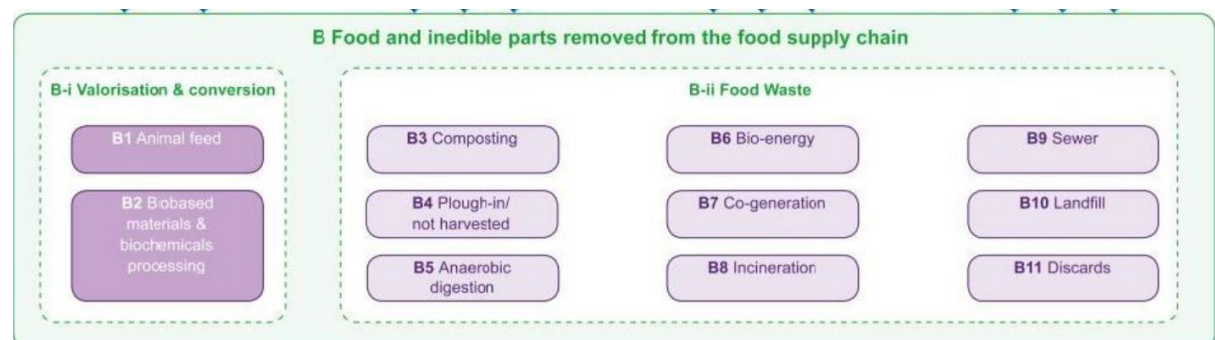 B Food and inedible parts removed from the food supply chain
B-i Valorisation & conversion
B1 Animal feed
B2 Biobased
materials &
biochemicals
processing
B-ii Food Waste
B3 Composting
B4 Plough-in/
not harvested
B5 Anaerobic
digestion
B6 Bio-energy
B7 Co-generation
B8 Incineration
B9 Sewer
B10 Landfill
B11 Discards